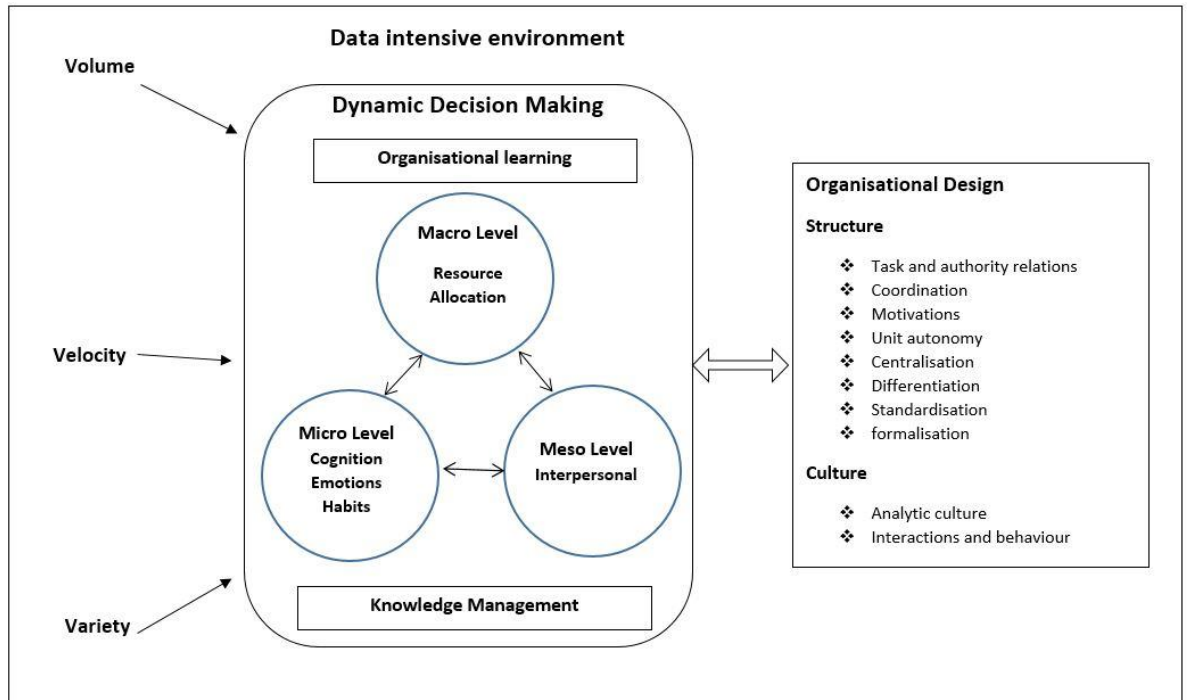 Data intensive environment
Volume
Velocity
Variety
Dynamic Decision Making
Organisational learning
Macro Level
Resource
Allocation
Micro Level
Cognition
Emotions
Habits
Meso Level
Interpersonal
Knowledge Management
Organisational Design
Structure
❖ Task and authority relations
❖ Coordination
❖ Motivations
❖ Unit autonomy
❖ Centralisation
❖ Differentiation
❖ Standardisation
❖ formalisation
Culture
❖ Analytic culture
❖ Interactions and behaviour